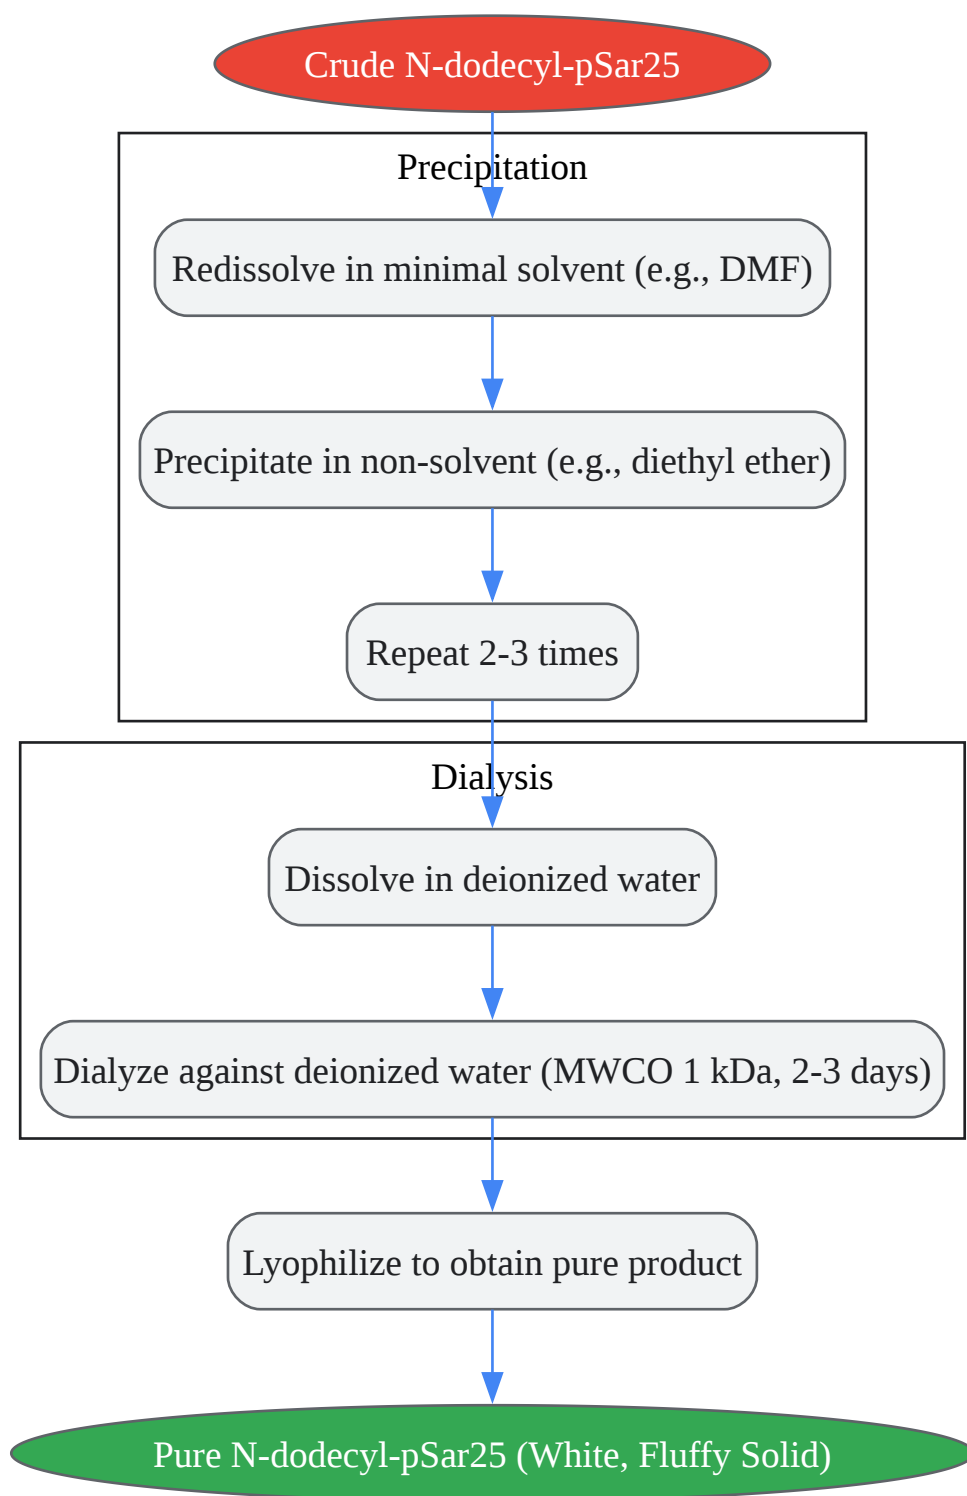 Crude N-dodecyl-pSar25
Precipitation
Redissolve in minimal solvent (e.g., DMF)
Precipitate in non-solvent (e.g., diethyl ether)
Repeat 2-3 times
Dialysis
Dissolve in deionized water
Dialyze against deionized water (MWCO 1 kDa, 2-3 days)
Lyophilize to obtain pure product
Pure N-dodecyl-pSar25 (White, Fluffy Solid)